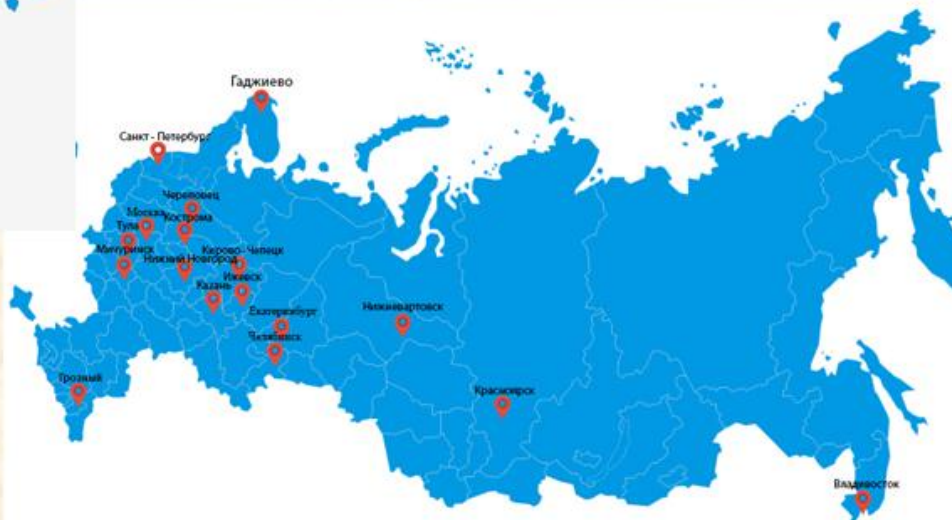 Гаджиево
Санкт - Петербург
Череповец
Москва
Кострома
Тула
Мичуринск
Кирово - Чепецк
Нижний Новгород
Ижевск
Казань
Екатеринбург
Нижневартовск
Челябинск
Грозный
Красноярск
Владивосток